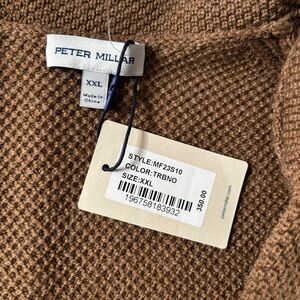 PETER MILLAR
XXL
Made in
China
STYLE:MF23S10
COLOR:TRBNO
SIZE:XXL
196758183932
350.00
petermillar.com